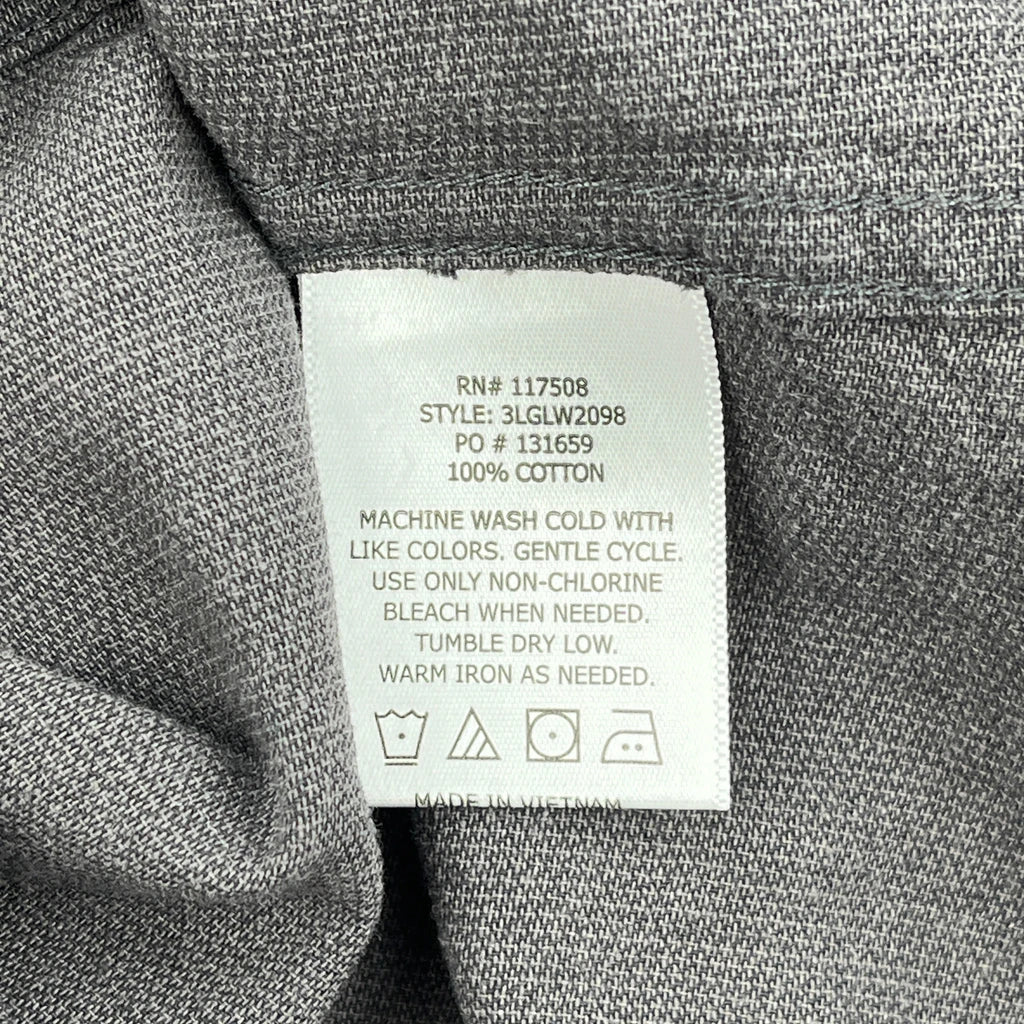 RN# 117508
STYLE: 3LGLW2098
PO # 131659
100% COTTON
MACHINE WASH COLD WITH
LIKE COLORS. GENTLE CYCLE.
USE ONLY NON-CHLORINE
BLEACH WHEN NEEDED.
TUMBLE DRY LOW.
WARM IRON AS NEEDED.
MADE IN VIETNAM